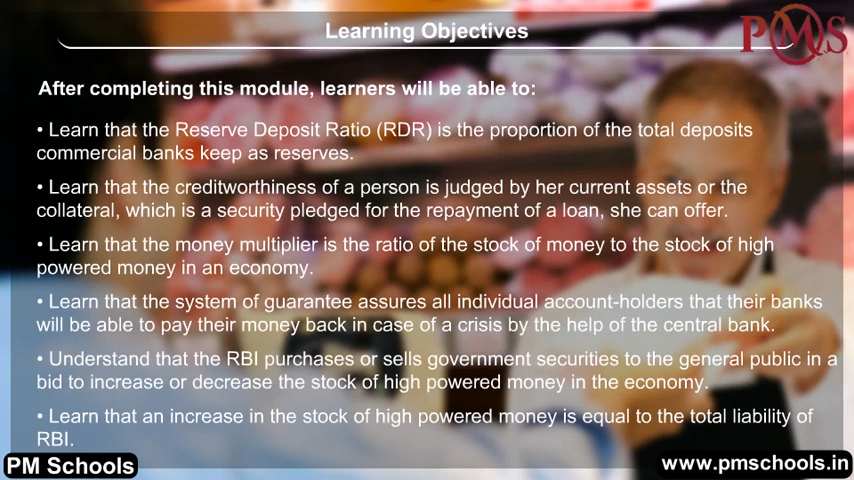 Learning Objectives
PMS
After completing this module, learners will be able to:
• Learn that the Reserve Deposit Ratio (RDR) is the proportion of the total deposits
commercial banks keep as reserves.
• Learn that the creditworthiness of a person is judged by her current assets or the
collateral, which is a security pledged for the repayment of a loan, she can offer.
• Learn that the money multiplier is the ratio of the stock of money to the stock of high
powered money in an economy.
• Learn that the system of guarantee assures all individual account-holders that their banks
will be able to pay their money back in case of a crisis by the help of the central bank.
• Understand that the RBI purchases or sells government securities to the general public in a
bid to increase or decrease the stock of high powered money in the economy.
• Learn that an increase in the stock of high powered money is equal to the total liability of
RBI.
PM Schools
www.pmschools.in